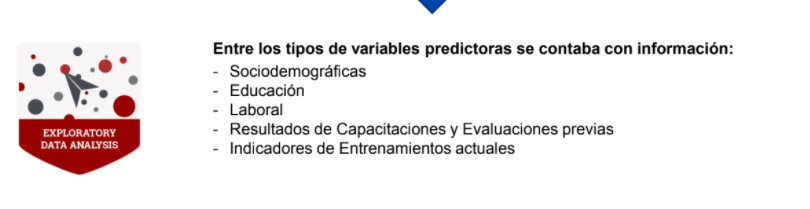 Entre los tipos de variables predictoras se contaba con información:
- Sociodemográficas
- Educación
- Laboral
- Resultados de Capacitaciones y Evaluaciones previas
- Indicadores de Entrenamientos actuales
EXPLORATORY
DATA ANALYSIS